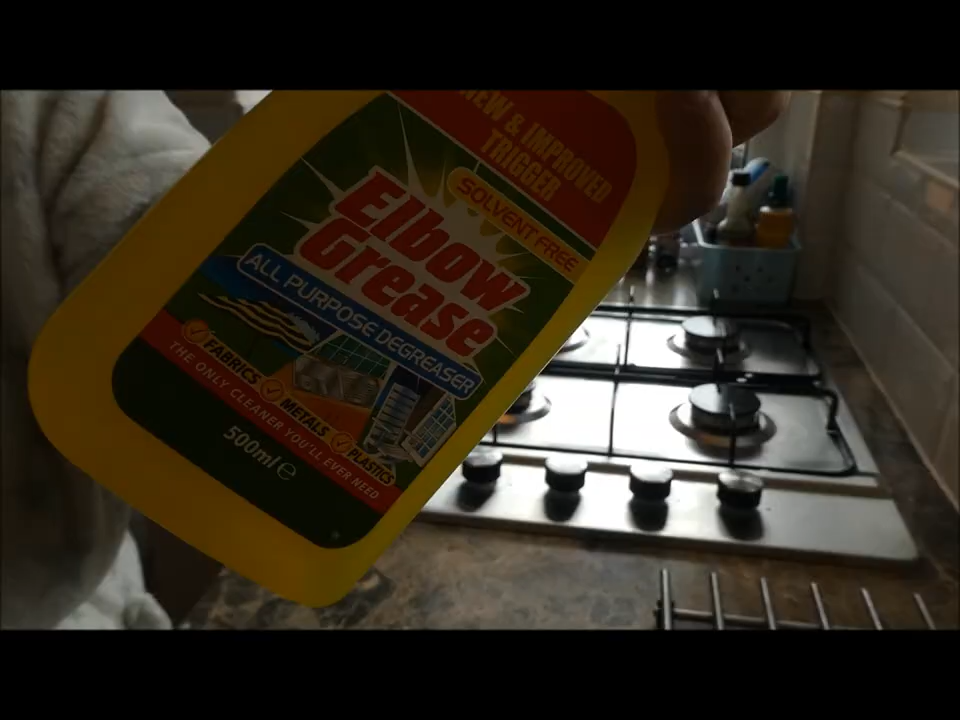 NEW & IMPROVED
TRIGGER
SOLVENT FREE
Elbow
Grease
ALL PURPOSE DEGREASER
FABRICS
METALS
PLASTICS
THE ONLY CLEANER YOU'LL EVER NEED
500ml e